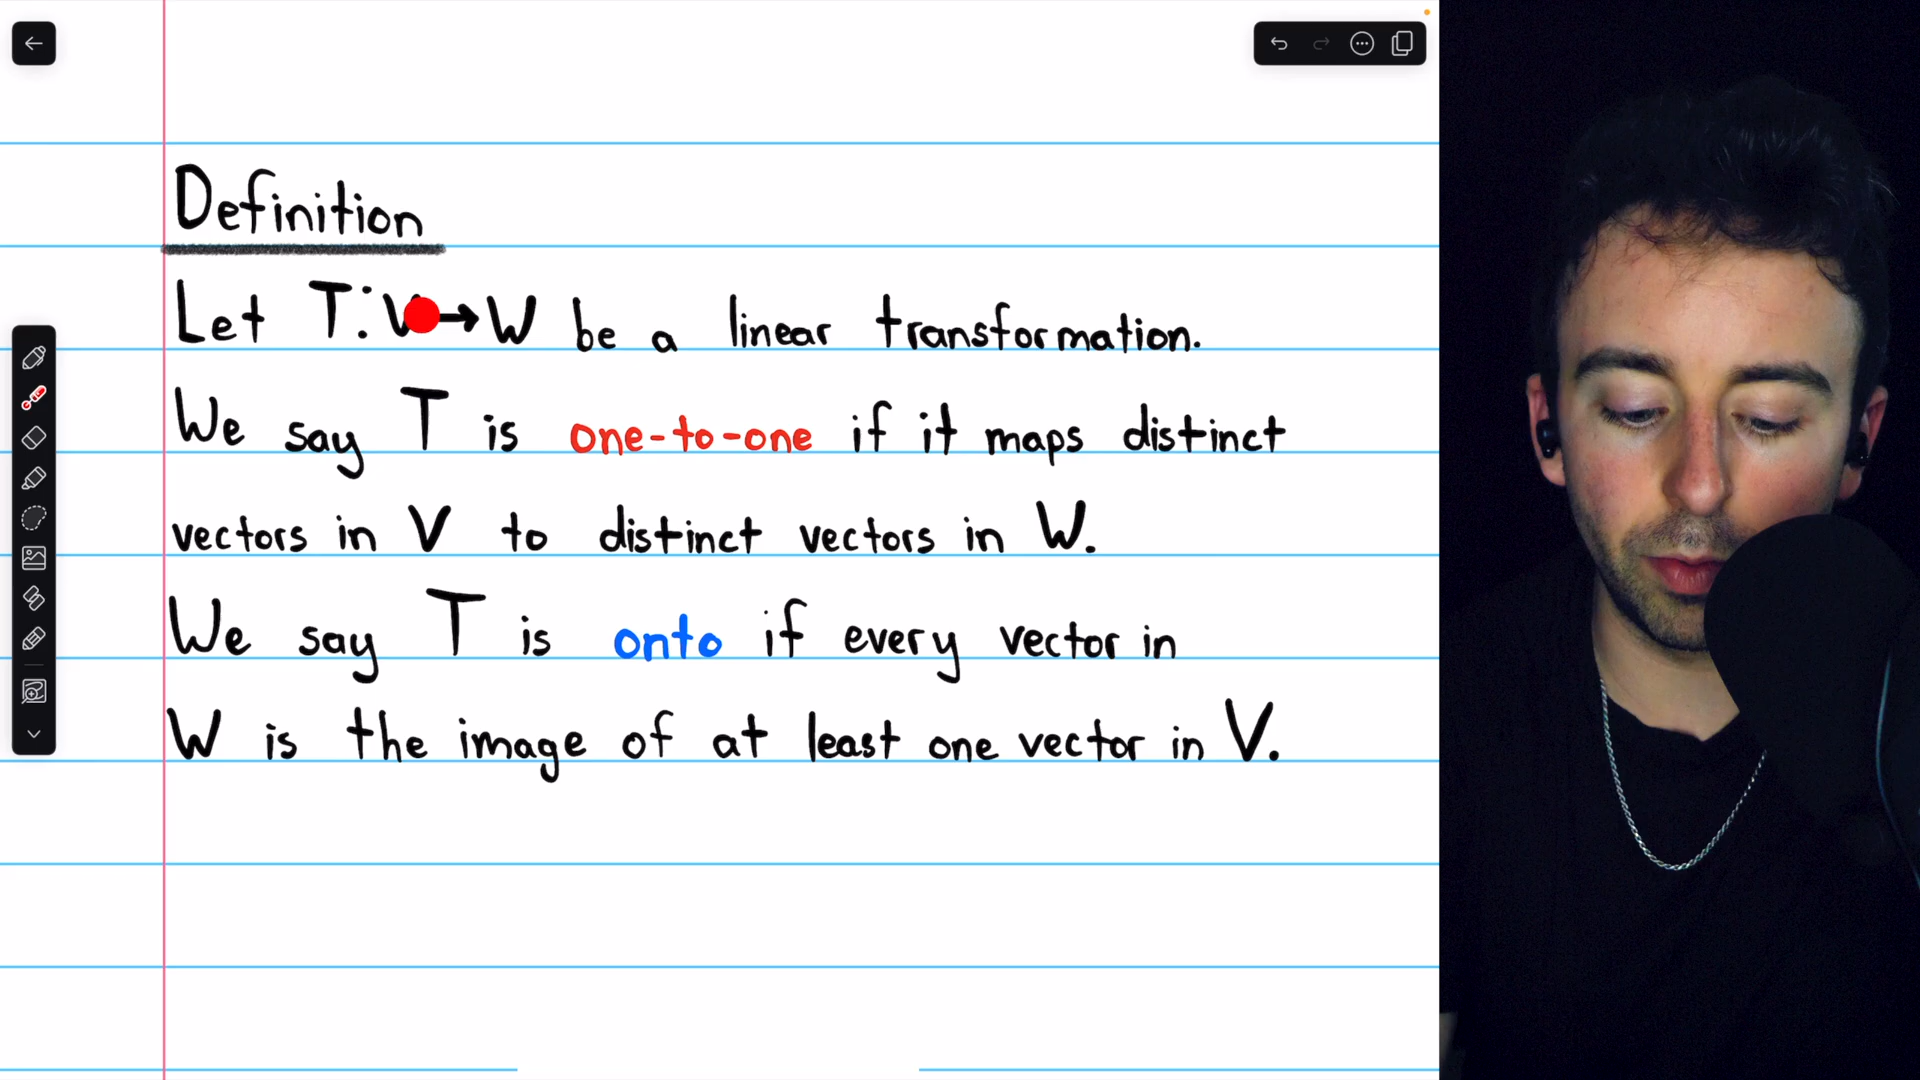 Definition
Let T: V→W be a linear transformation.
We say T is one-to-one if it maps distinct
vectors in V to distinct vectors in W.
We say T is onto if every vector in
W is the image of at least one vector in V.